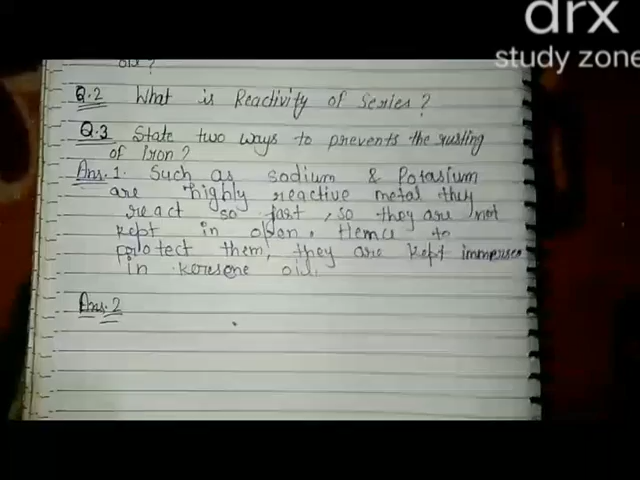 drx
study zone
oil?
Q.2 What is Reactivity of Series?
Q.3 State two ways to prevents the rusting
of Iron?
Ans.1. Such as sodium & Potasium
are highly reactive metal they
react so fast, so they are not
kept in open. Hence to
protect them, they are kept immersed
in keresene oil.
Ans.2